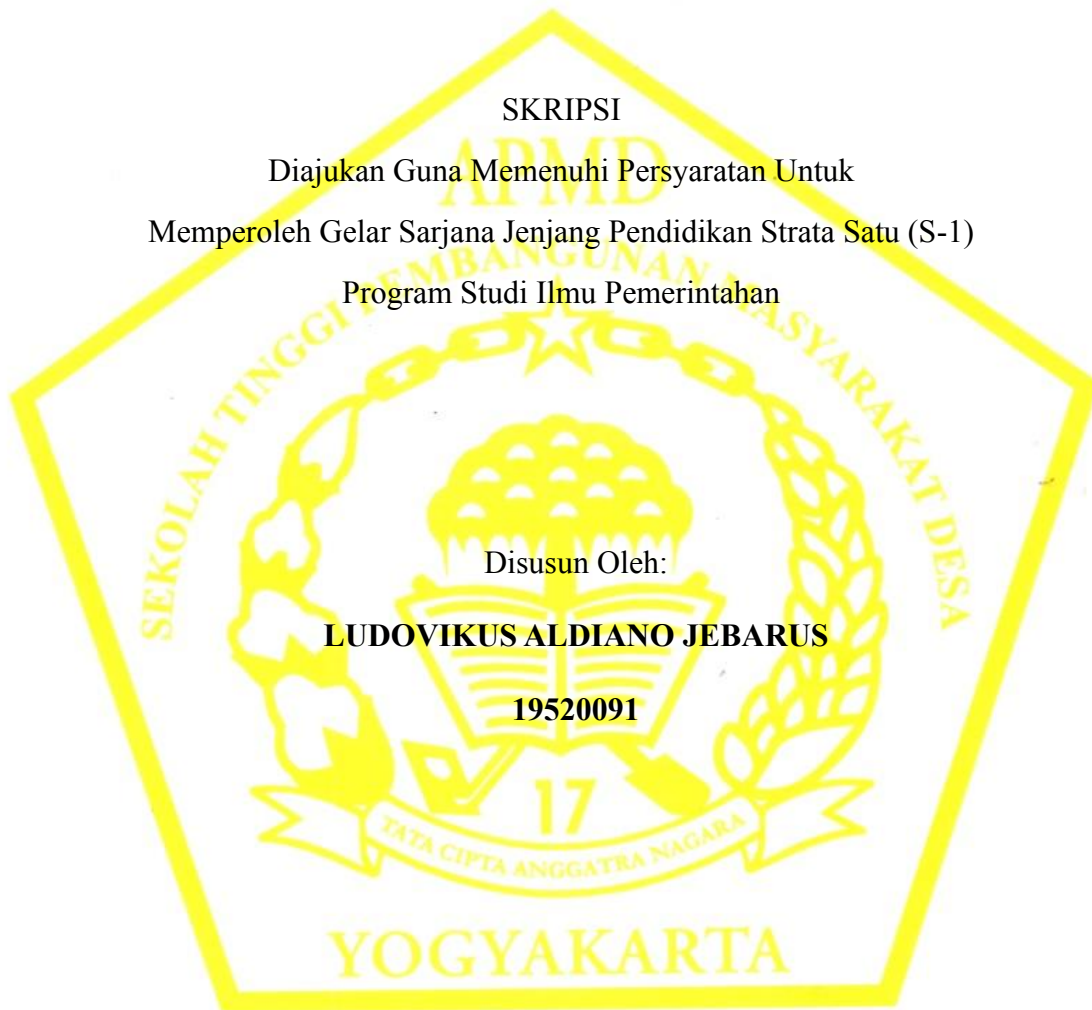 SKRIPSI
APMD
Diajukan Guna Memenuhi Persyaratan Untuk
Memperoleh Gelar Sarjana Jenjang Pendidikan Strata Satu (S-1)
Program Studi Ilmu Pemerintahan
SEKOLAH TINGGI PEMBANGUNAN MASYARAKAT DESA
Disusun Oleh:
LUDOVIKUS ALDIANO JEBARUS
19520091
17
TATA CIPTA ANGGATRA NAGARA
YOGYAKARTA